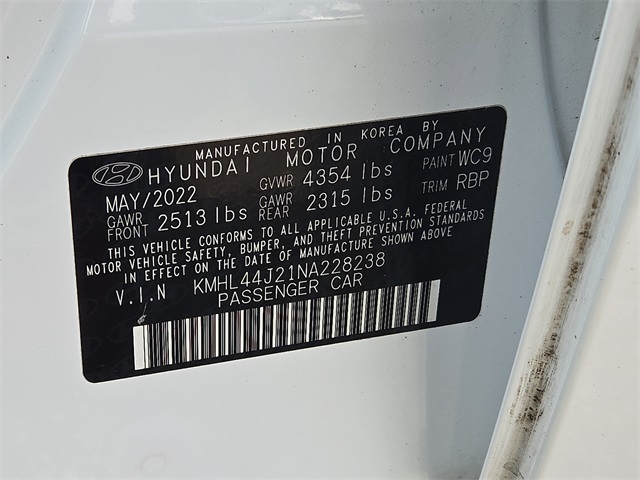 MANUFACTURED IN KOREA BY
HYUNDAI MOTOR COMPANY
MAY/2022 GVWR 4354 lbs PAINT WC9
GAWR FRONT 2513 lbs GAWR REAR 2315 lbs TRIM RBP
THIS VEHICLE CONFORMS TO ALL APPLICABLE U.S.A. FEDERAL
MOTOR VEHICLE SAFETY, BUMPER, AND THEFT PREVENTION STANDARDS
IN EFFECT ON THE DATE OF MANUFACTURE SHOWN ABOVE
V.I.N KMHL44J21NA228238
PASSENGER CAR